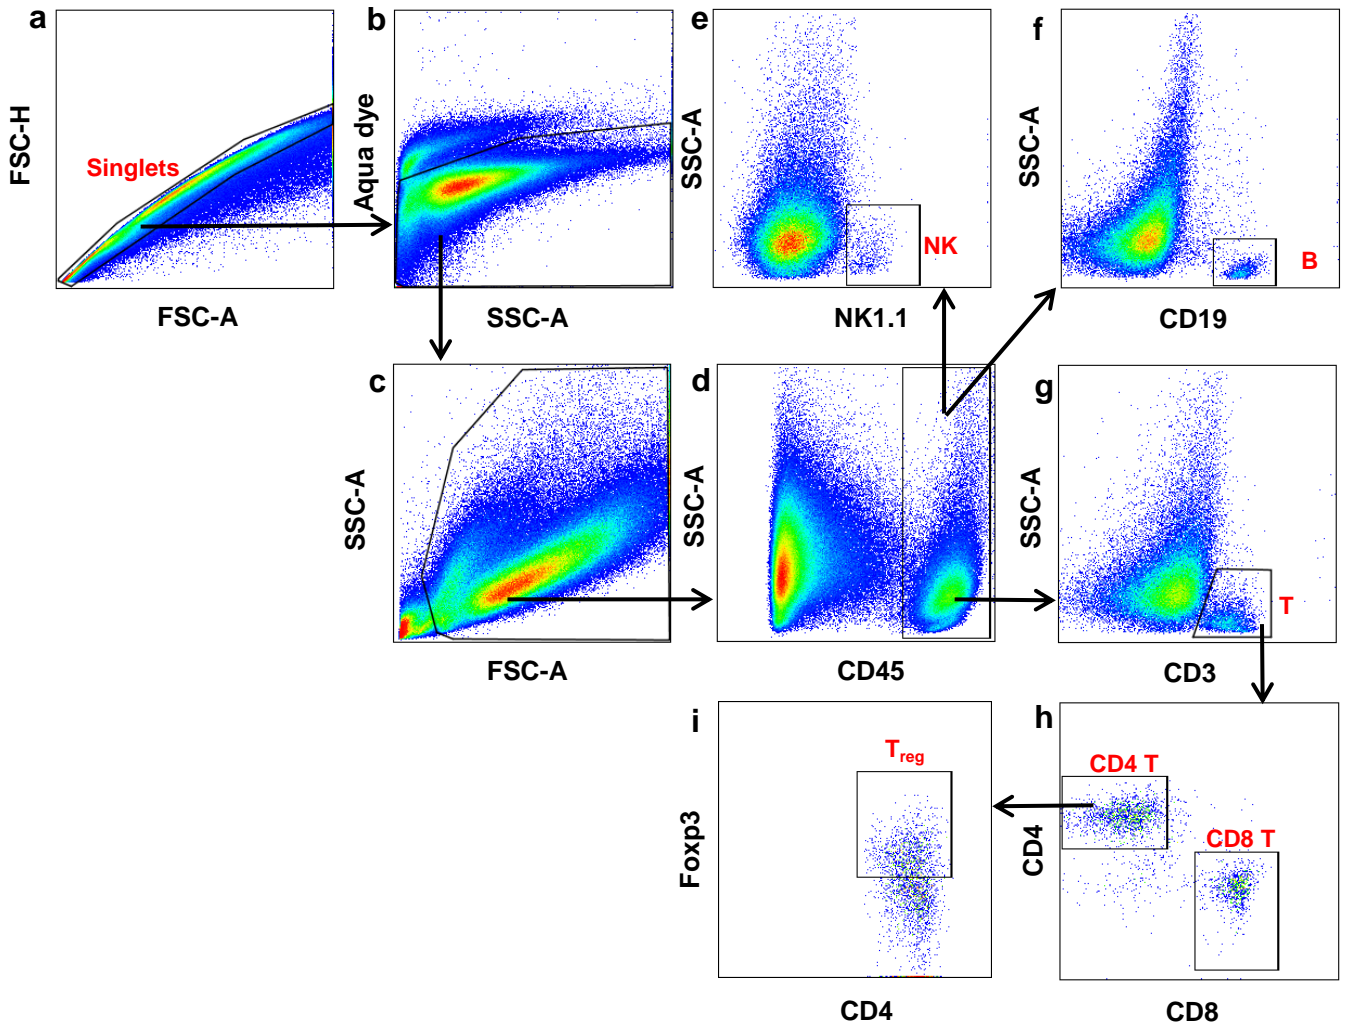 a
FSC-H
Singlets
FSC-A
b
Aqua dye
SSC-A
e
SSC-A
NK
NK1.1
f
SSC-A
B
CD19
c
SSC-A
FSC-A
d
SSC-A
CD45
g
SSC-A
T
CD3
i
Foxp3
Treg
CD4
h
CD4
CD4 T
CD8 T
CD8